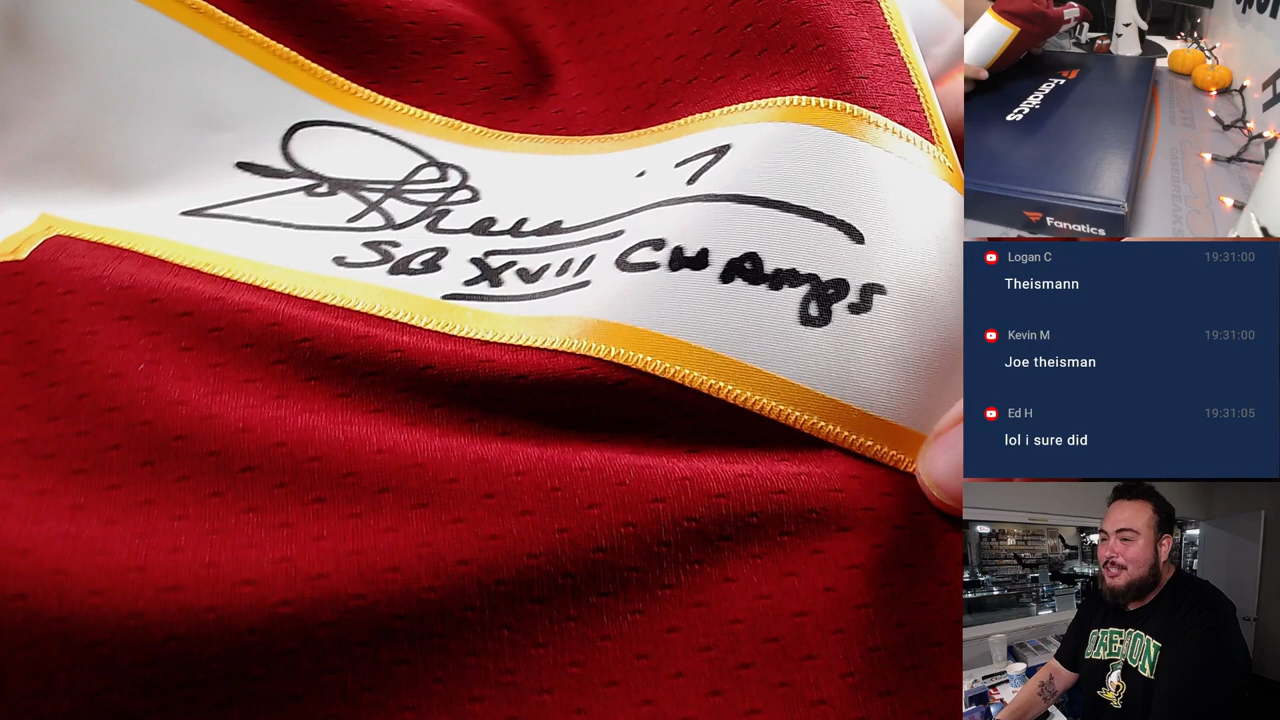 .7
SB XVII CHAMPS
Fanatics
Fanatics
Logan C 19:31:00
Theismann
Kevin M 19:31:00
Joe theisman
Ed H 19:31:05
lol i sure did
OREGON